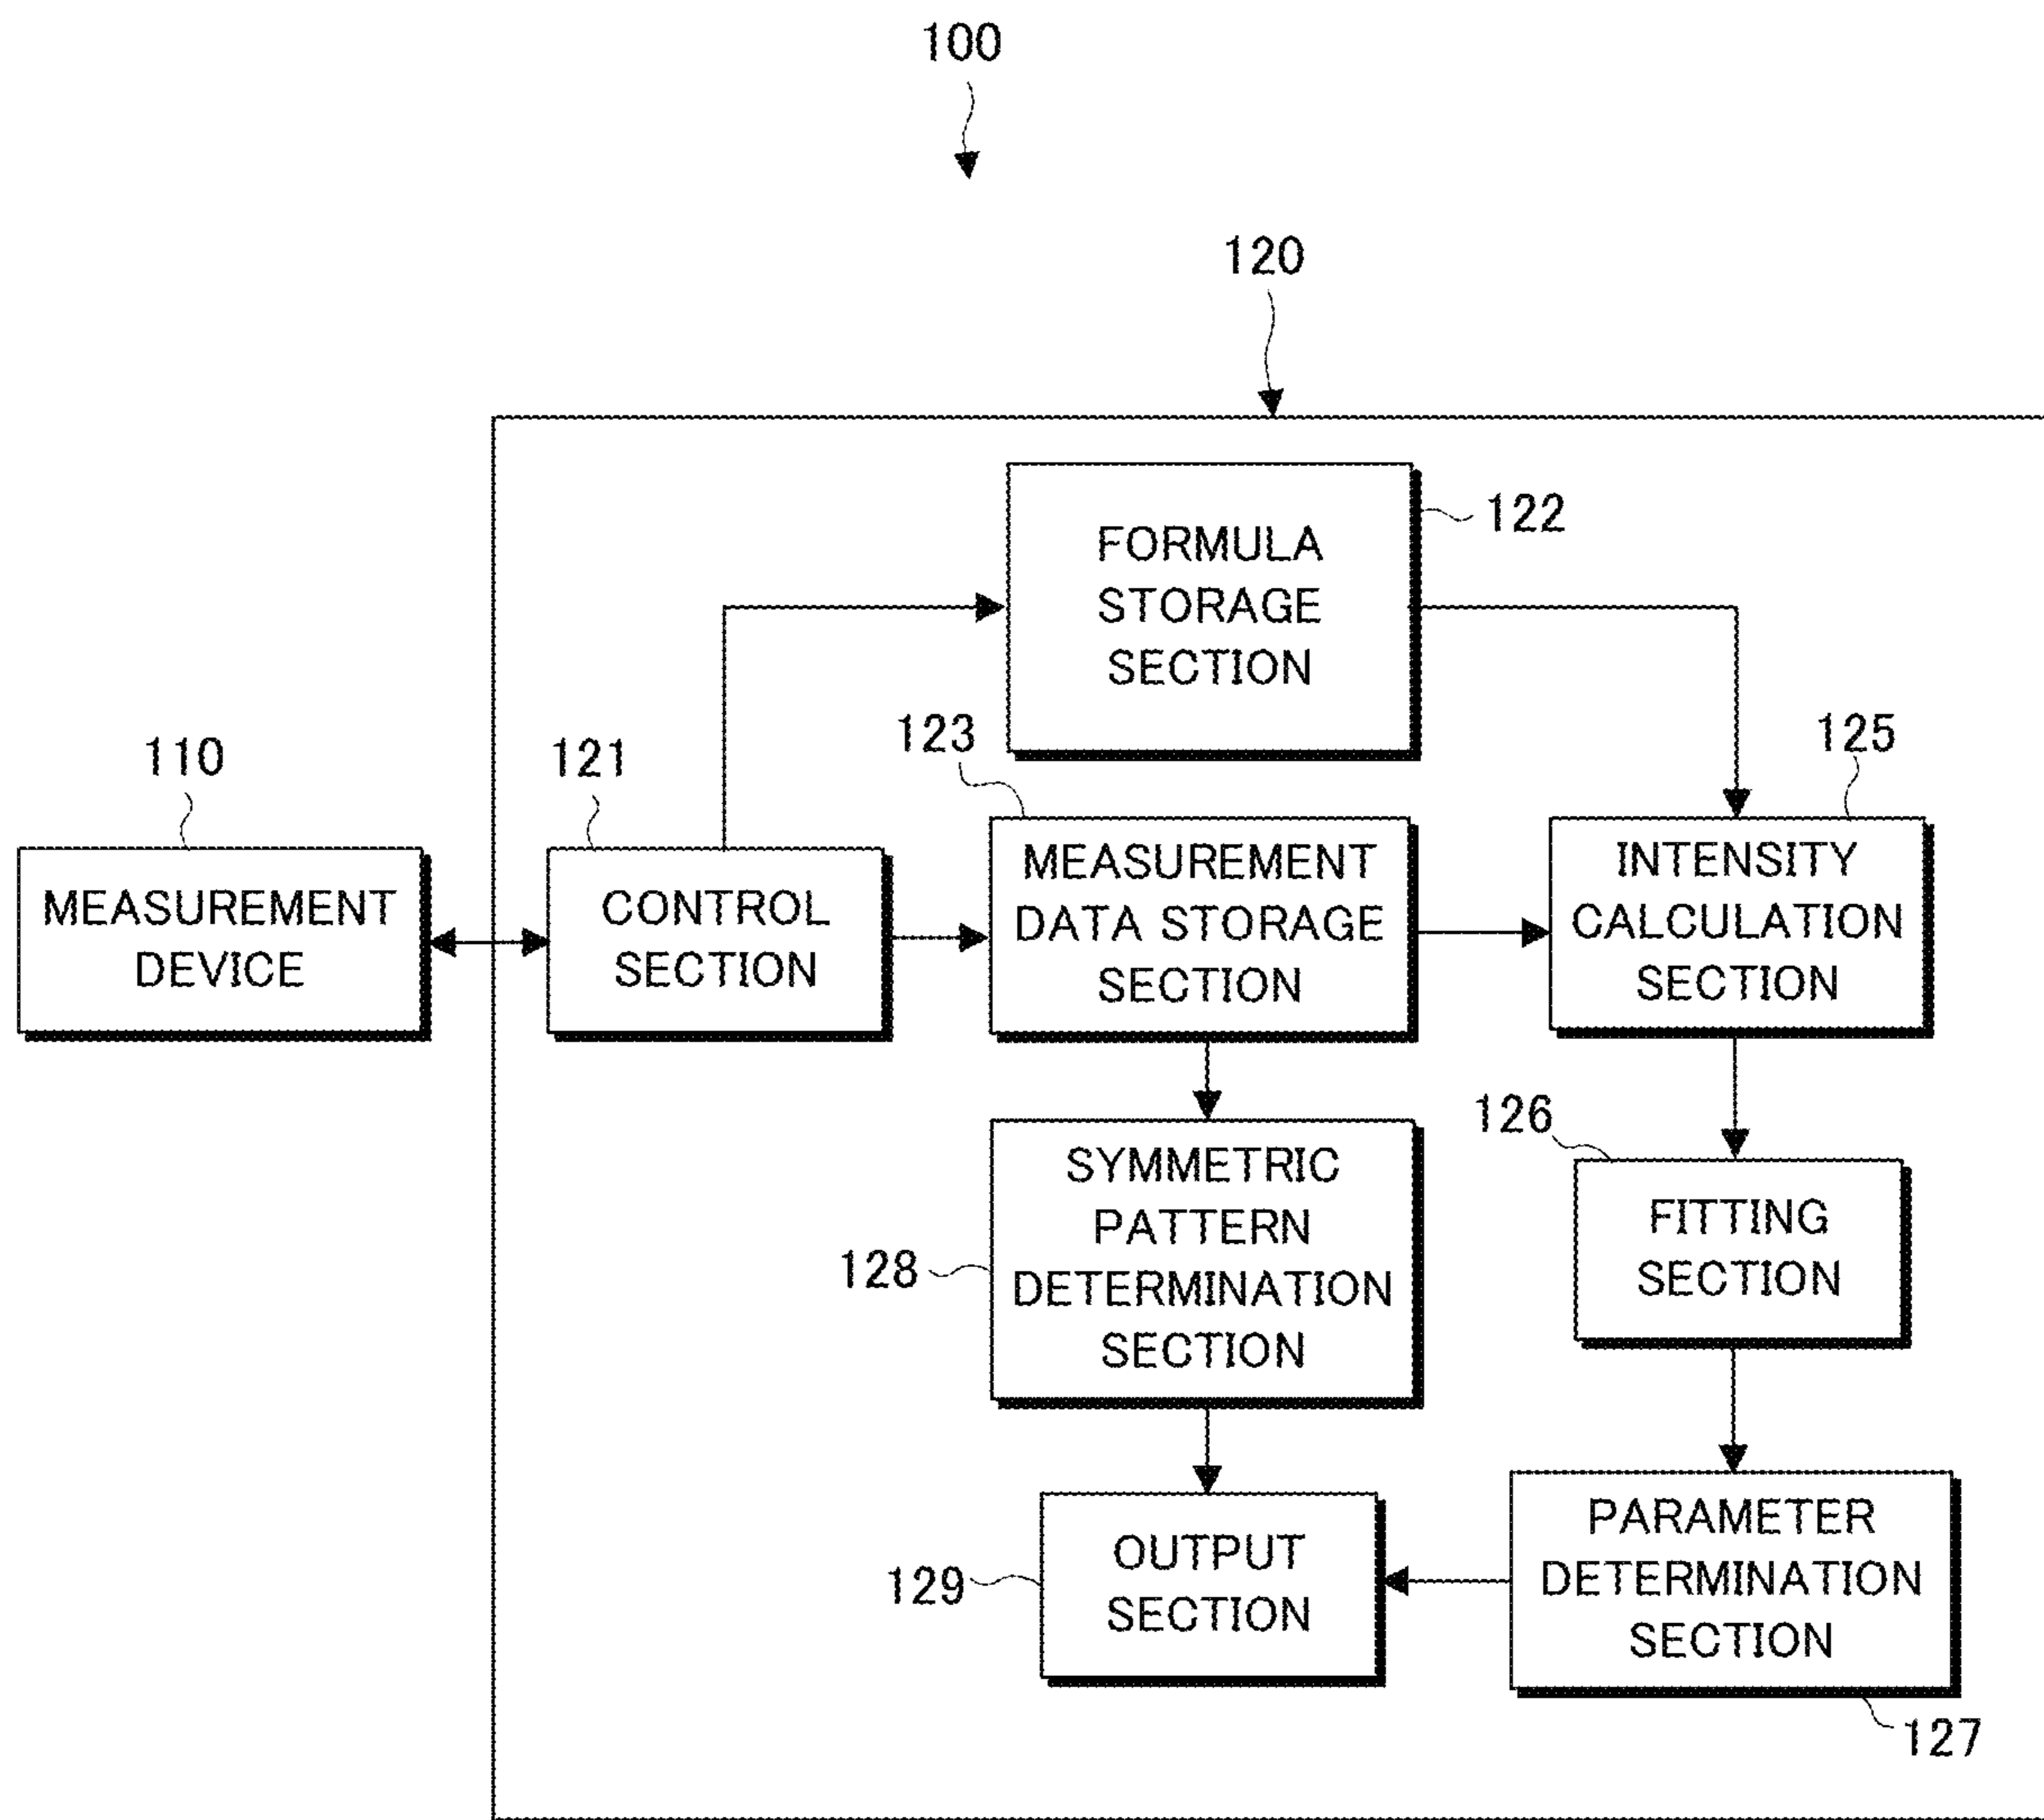 100
120
FORMULA
STORAGE
SECTION
122
123
125
110
121
MEASUREMENT
DEVICE
CONTROL
SECTION
MEASUREMENT
DATA STORAGE
SECTION
INTENSITY
CALCULATION
SECTION
126
SYMMETRIC
PATTERN
DETERMINATION
SECTION
128
FITTING
SECTION
OUTPUT
SECTION
129
PARAMETER
DETERMINATION
SECTION
127